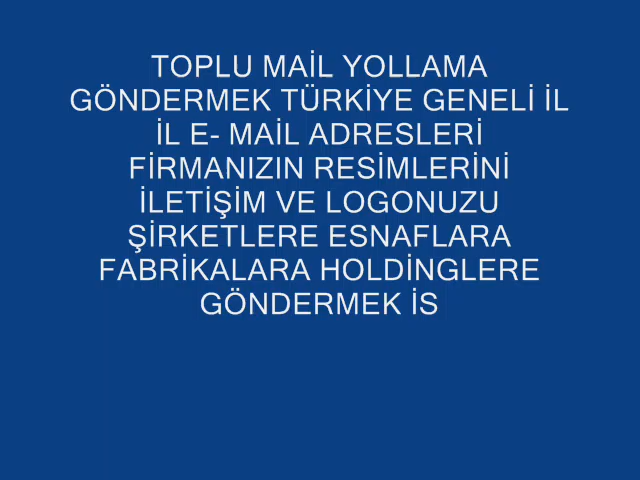 TOPLU MAİL YOLLAMA
GÖNDERMEK TÜRKİYE GENELİ İL
İL E- MAİL ADRESLERİ
FİRMANIZIN RESİMLERİNİ
İLETİŞİM VE LOGONUZU
ŞİRKETLERE ESNAFLARA
FABRİKALARA HOLDİNGLERE
GÖNDERMEK İS